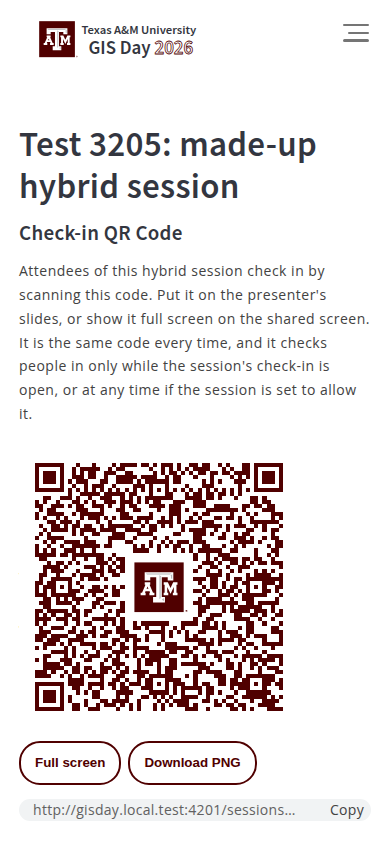 Texas A&M University
GIS Day 2026
Test 3205: made-up
hybrid session
Check-in QR Code
Attendees of this hybrid session check in by
scanning this code. Put it on the presenter's
slides, or show it full screen on the shared screen.
It is the same code every time, and it checks
people in only while the session's check-in is
open, or at any time if the session is set to allow
it.
ATM
Full screen
Download PNG
http://gisday.local.test:4201/sessions...
Copy